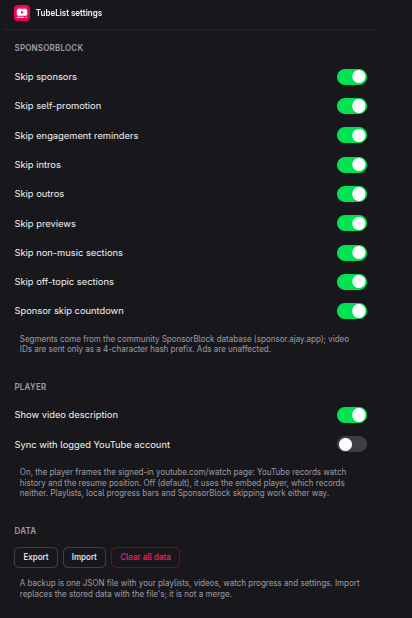 TubeList settings
SPONSORBLOCK
Skip sponsors
Skip self-promotion
Skip engagement reminders
Skip intros
Skip outros
Skip previews
Skip non-music sections
Skip off-topic sections
Sponsor skip countdown
Segments come from the community SponsorBlock database (sponsor.ajay.app); video
IDs are sent only as a 4-character hash prefix. Ads are unaffected.
PLAYER
Show video description
Sync with logged YouTube account
On, the player frames the signed-in youtube.com/watch page: YouTube records watch
history and the resume position. Off (default), it uses the embed player, which records
neither. Playlists, local progress bars and SponsorBlock skipping work either way.
DATA
Export Import Clear all data
A backup is one JSON file with your playlists, videos, watch progress and settings. Import
replaces the stored data with the file's; it is not a merge.